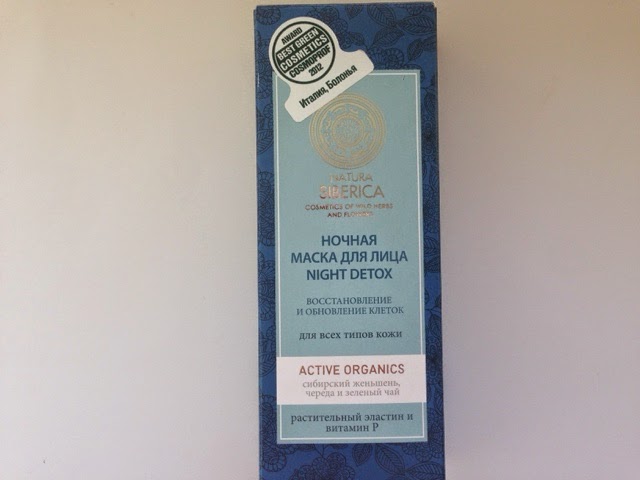 AWARD
BEST GREEN
COSMETICS
COSMOPROF
2012
Италия, Болонья
NATURA
SIBERICA
COSMETICS OF WILD HERBS
AND FLOWERS
НОЧНАЯ
МАСКА ДЛЯ ЛИЦА
NIGHT DETOX
ВОССТАНОВЛЕНИЕ
И ОБНОВЛЕНИЕ КЛЕТОК
для всех типов кожи
ACTIVE ORGANICS
сибирский женьшень,
череда и зеленый чай
растительный эластин и
витамин Р